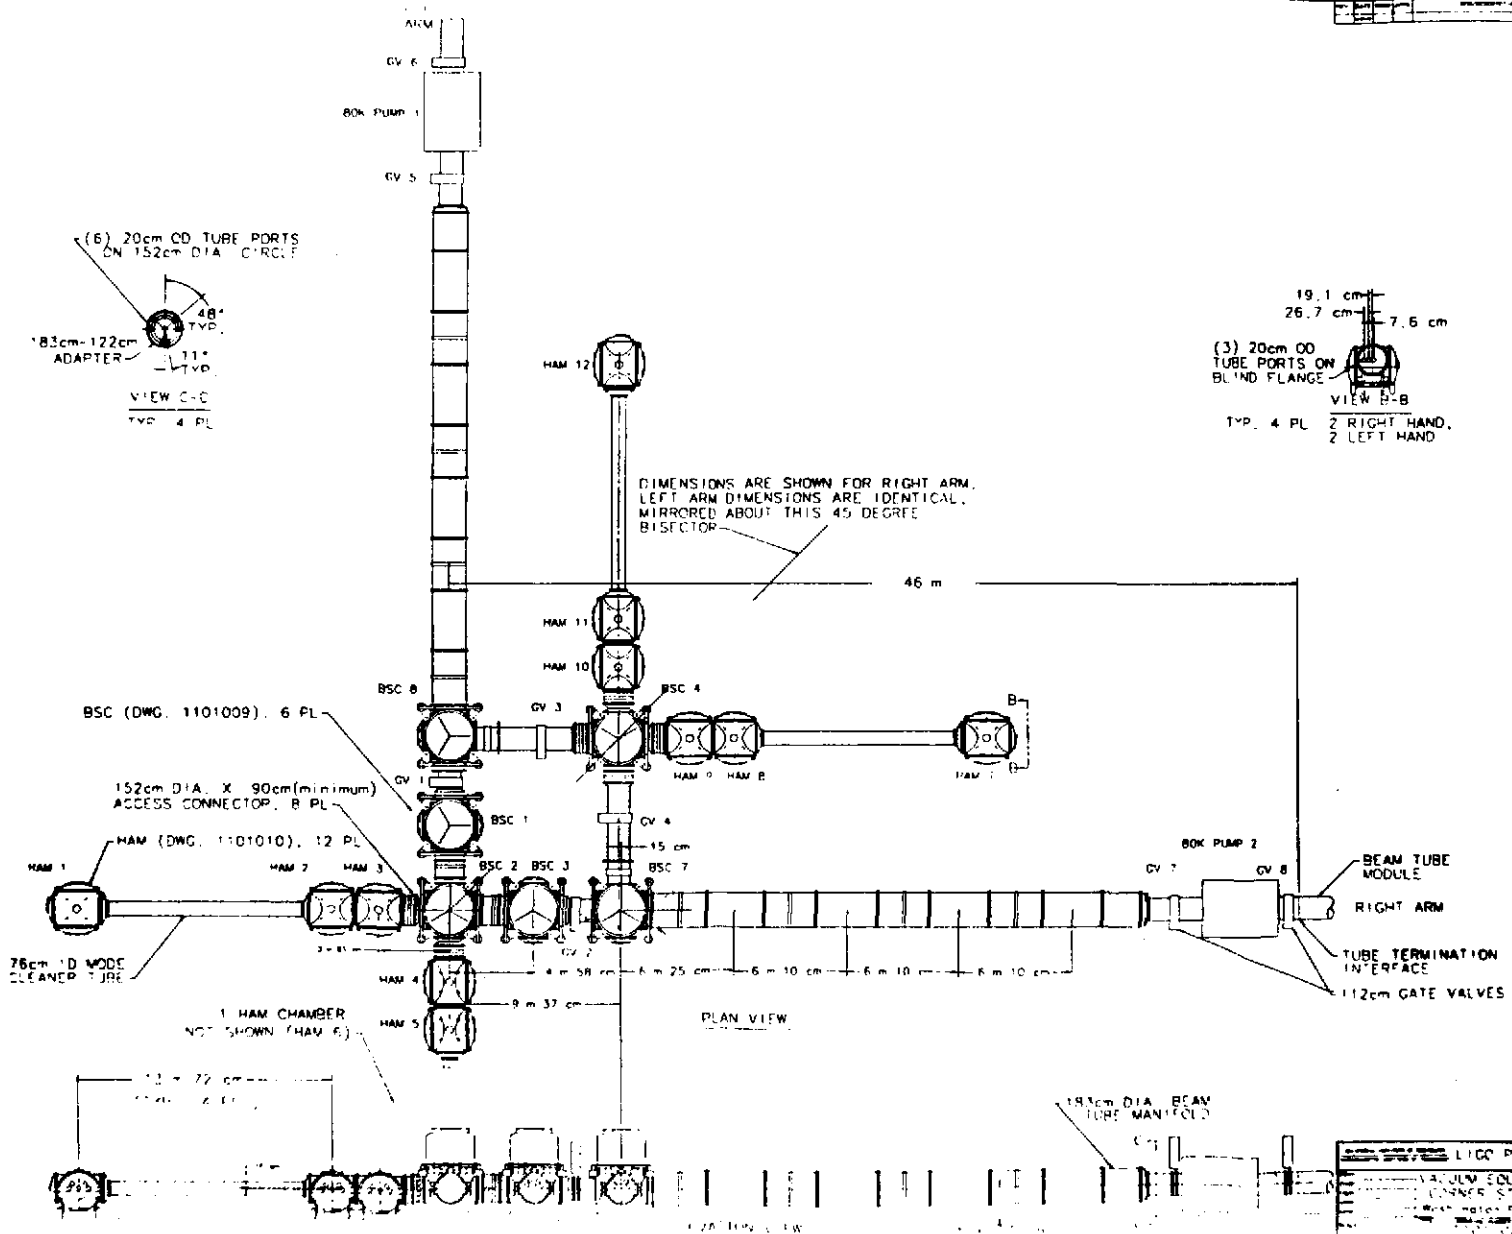 ARM
GV 6
80K PUMP 1
GV 5
(6) 20cm OD TUBE PORTS
ON 152cm DIA. CIRCLE
48°
TYP.
183cm-122cm
ADAPTER
11°
TYP.
VIEW C-C
TYP. 4 PL
19.1 cm
26.7 cm
7.6 cm
(3) 20cm OD
TUBE PORTS ON
BLIND FLANGE
VIEW B-B
TYP. 4 PL 2 RIGHT HAND,
2 LEFT HAND
HAM 12
DIMENSIONS ARE SHOWN FOR RIGHT ARM.
LEFT ARM DIMENSIONS ARE IDENTICAL,
MIRRORED ABOUT THIS 45 DEGREE
BISECTOR
46 m
HAM 11
HAM 10
BSC 8
GV 3
BSC 4
BSC (DWG. 1101009), 6 PL
B
B
HAM 9 HAM 8
HAM 7
GV 1
152cm DIA. X 90cm(minimum)
ACCESS CONNECTOR, 8 PL
BSC 1
GV 4
HAM (DWG. 1101010), 12 PL
15 cm
HAM 1
HAM 2 HAM 3
BSC 2 BSC 3
BSC 7
80K PUMP 2
GV 7
GV 8
BEAM TUBE
MODULE
RIGHT ARM
76cm ID MODE
CLEANER TUBE
GV 2
TUBE TERMINATION
INTERFACE
112cm GATE VALVES
HAM 4
4 m 58 cm
6 m 25 cm
6 m 10 cm
6 m 10 cm
6 m 10 cm
9 m 37 cm
HAM 5
1 HAM CHAMBER
NOT SHOWN (HAM 6)
PLAN VIEW
13 m 72 cm
183cm DIA. BEAM
TUBE MANIFOLD
LIGO P
VACUUM EQU
CORNER S
ELEVATION VIEW